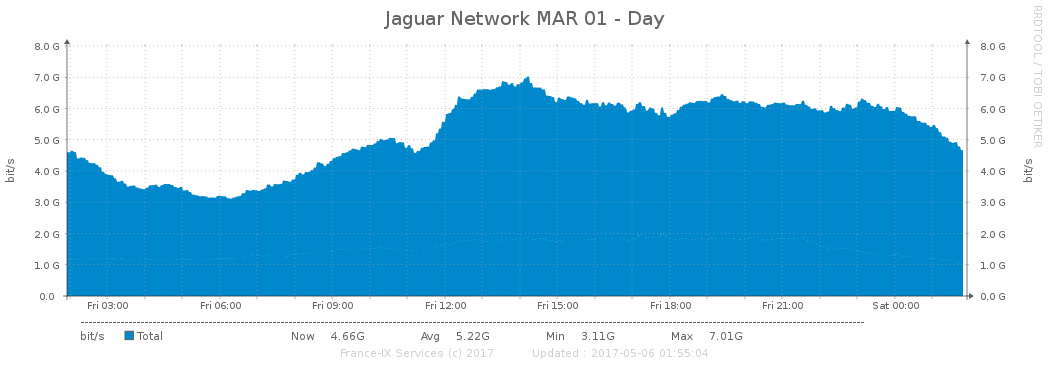 Jaguar Network MAR 01 - Day
RRDTOOL / TOBI OETIKER
bit/s
8.0 G 8.0 G
7.0 G 7.0 G
6.0 G 6.0 G
5.0 G 5.0 G
4.0 G 4.0 G
3.0 G 3.0 G
2.0 G 2.0 G
1.0 G 1.0 G
0.0 0.0 G
bit/s
Fri 03:00 Fri 06:00 Fri 09:00 Fri 12:00 Fri 15:00 Fri 18:00 Fri 21:00 Sat 00:00
bit/s Total Now 4.66G Avg 5.22G Min 3.11G Max 7.01G
France-IX Services (c) 2017 Updated : 2017-05-06 01:55:04